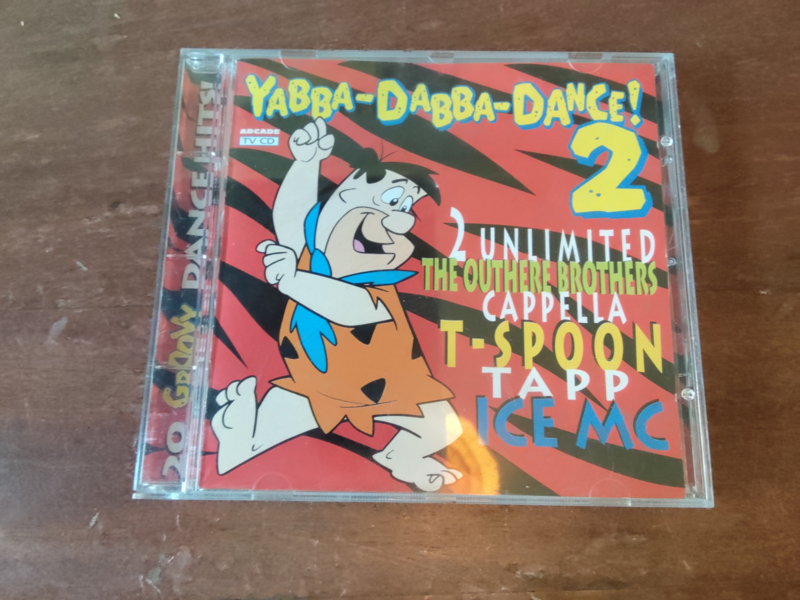 YABBA-DABBA-DANCE!
2
ARCADE
TV CD
2 UNLIMITED
THE OUTHERE BROTHERS
CAPPELLA
T-SPOON
TAPP
ICE MC
20 GROOVY DANCE HITS!